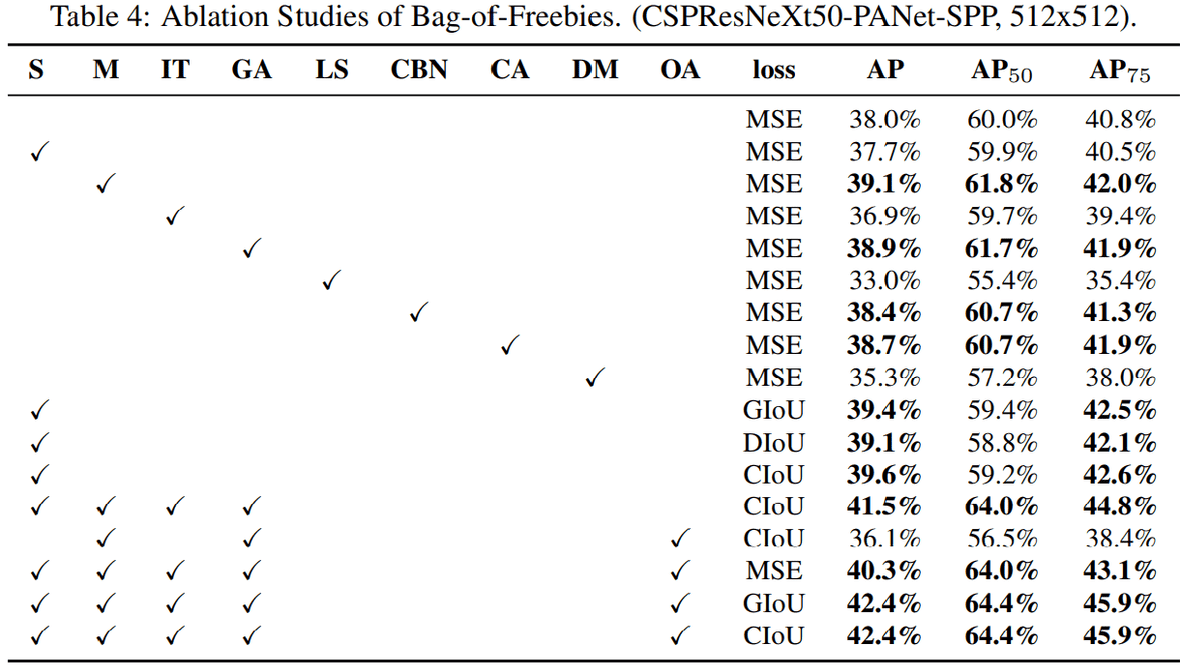 Table 4: Ablation Studies of Bag-of-Freebies. (CSPResNeXt50-PANet-SPP, 512x512).
S M IT GA LS CBN CA DM OA loss AP AP50 AP75
MSE 38.0% 60.0% 40.8%
✓ MSE 37.7% 59.9% 40.5%
✓ MSE 39.1% 61.8% 42.0%
✓ MSE 36.9% 59.7% 39.4%
✓ MSE 38.9% 61.7% 41.9%
✓ MSE 33.0% 55.4% 35.4%
✓ MSE 38.4% 60.7% 41.3%
✓ MSE 38.7% 60.7% 41.9%
✓ MSE 35.3% 57.2% 38.0%
✓ GIoU 39.4% 59.4% 42.5%
✓ DIoU 39.1% 58.8% 42.1%
✓ CIoU 39.6% 59.2% 42.6%
✓ ✓ ✓ ✓ CIoU 41.5% 64.0% 44.8%
✓ ✓ ✓ CIoU 36.1% 56.5% 38.4%
✓ ✓ ✓ ✓ ✓ MSE 40.3% 64.0% 43.1%
✓ ✓ ✓ ✓ ✓ GIoU 42.4% 64.4% 45.9%
✓ ✓ ✓ ✓ ✓ CIoU 42.4% 64.4% 45.9%